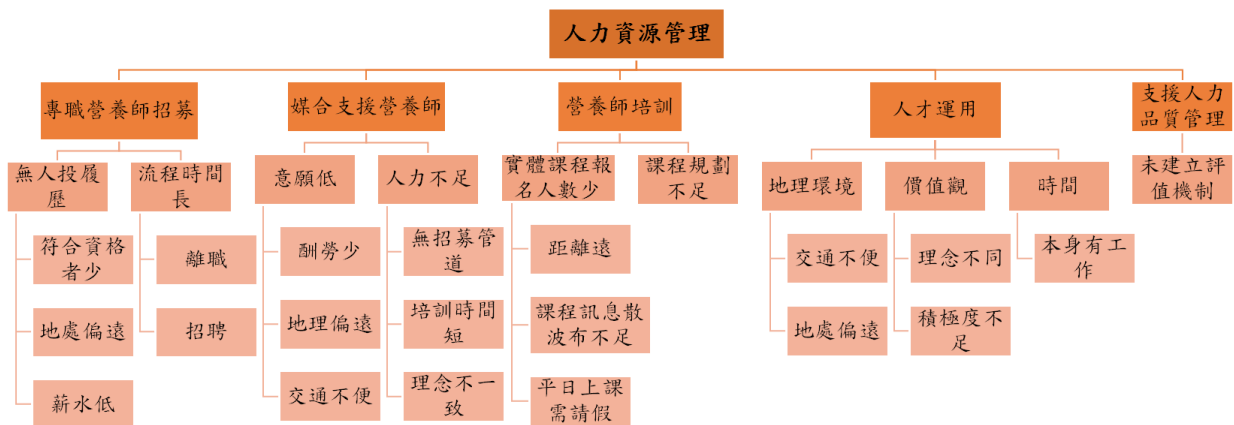 人力資源管理
專職營養師招募
無人投履
歷
符合資格
者少
地處偏遠
薪水低
流程時間
長
離職
招聘
媒合支援營養師
意願低
酬勞少
地理偏遠
交通不便
人力不足
無招募管
道
培訓時間
短
理念不一
致
營養師培訓
實體課程報
名人數少
距離遠
課程訊息散
波布不足
平日上課
需請假
課程規劃
不足
人才運用
地理環境
交通不便
地處偏遠
價值觀
理念不同
積極度不
足
時間
本身有工
作
支援人力
品質管理
未建立評
值機制